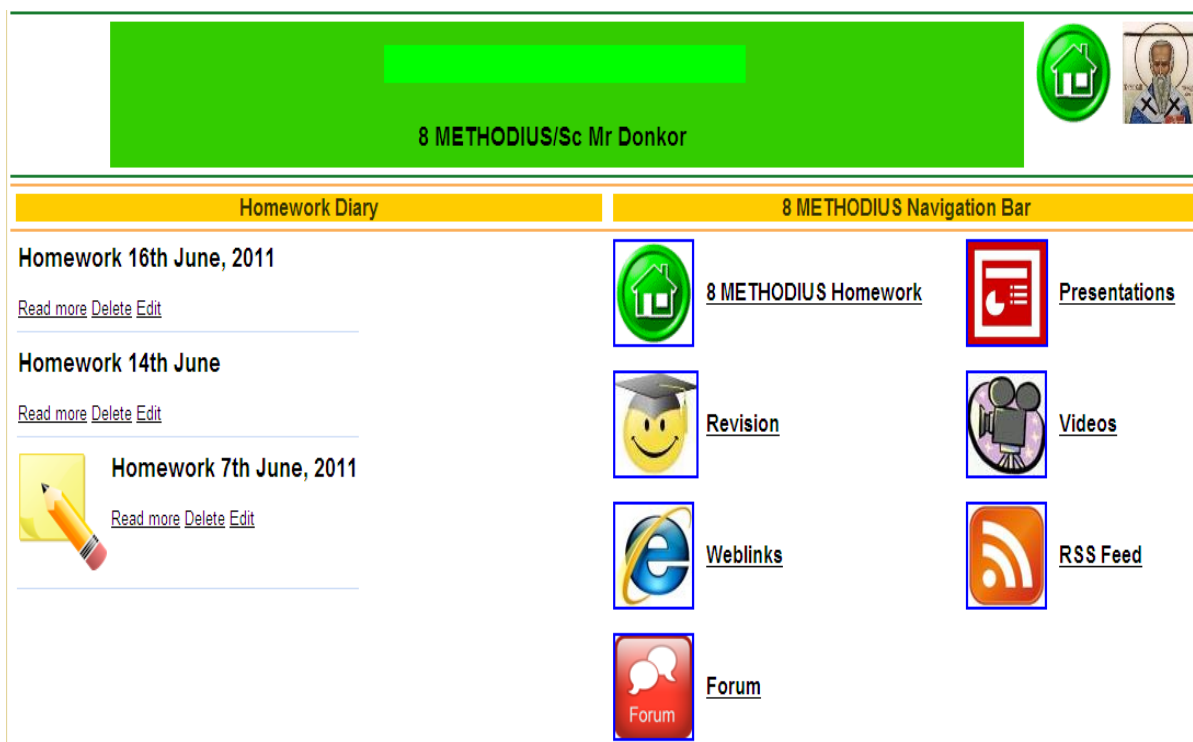 8 METHODIUS/Sc Mr Donkor
Homework Diary
8 METHODIUS Navigation Bar
Homework 16th June, 2011
Read more Delete Edit
Homework 14th June
Read more Delete Edit
Homework 7th June, 2011
Read more Delete Edit
8 METHODIUS Homework
Presentations
Revision
Videos
Weblinks
RSS Feed
Forum
Forum